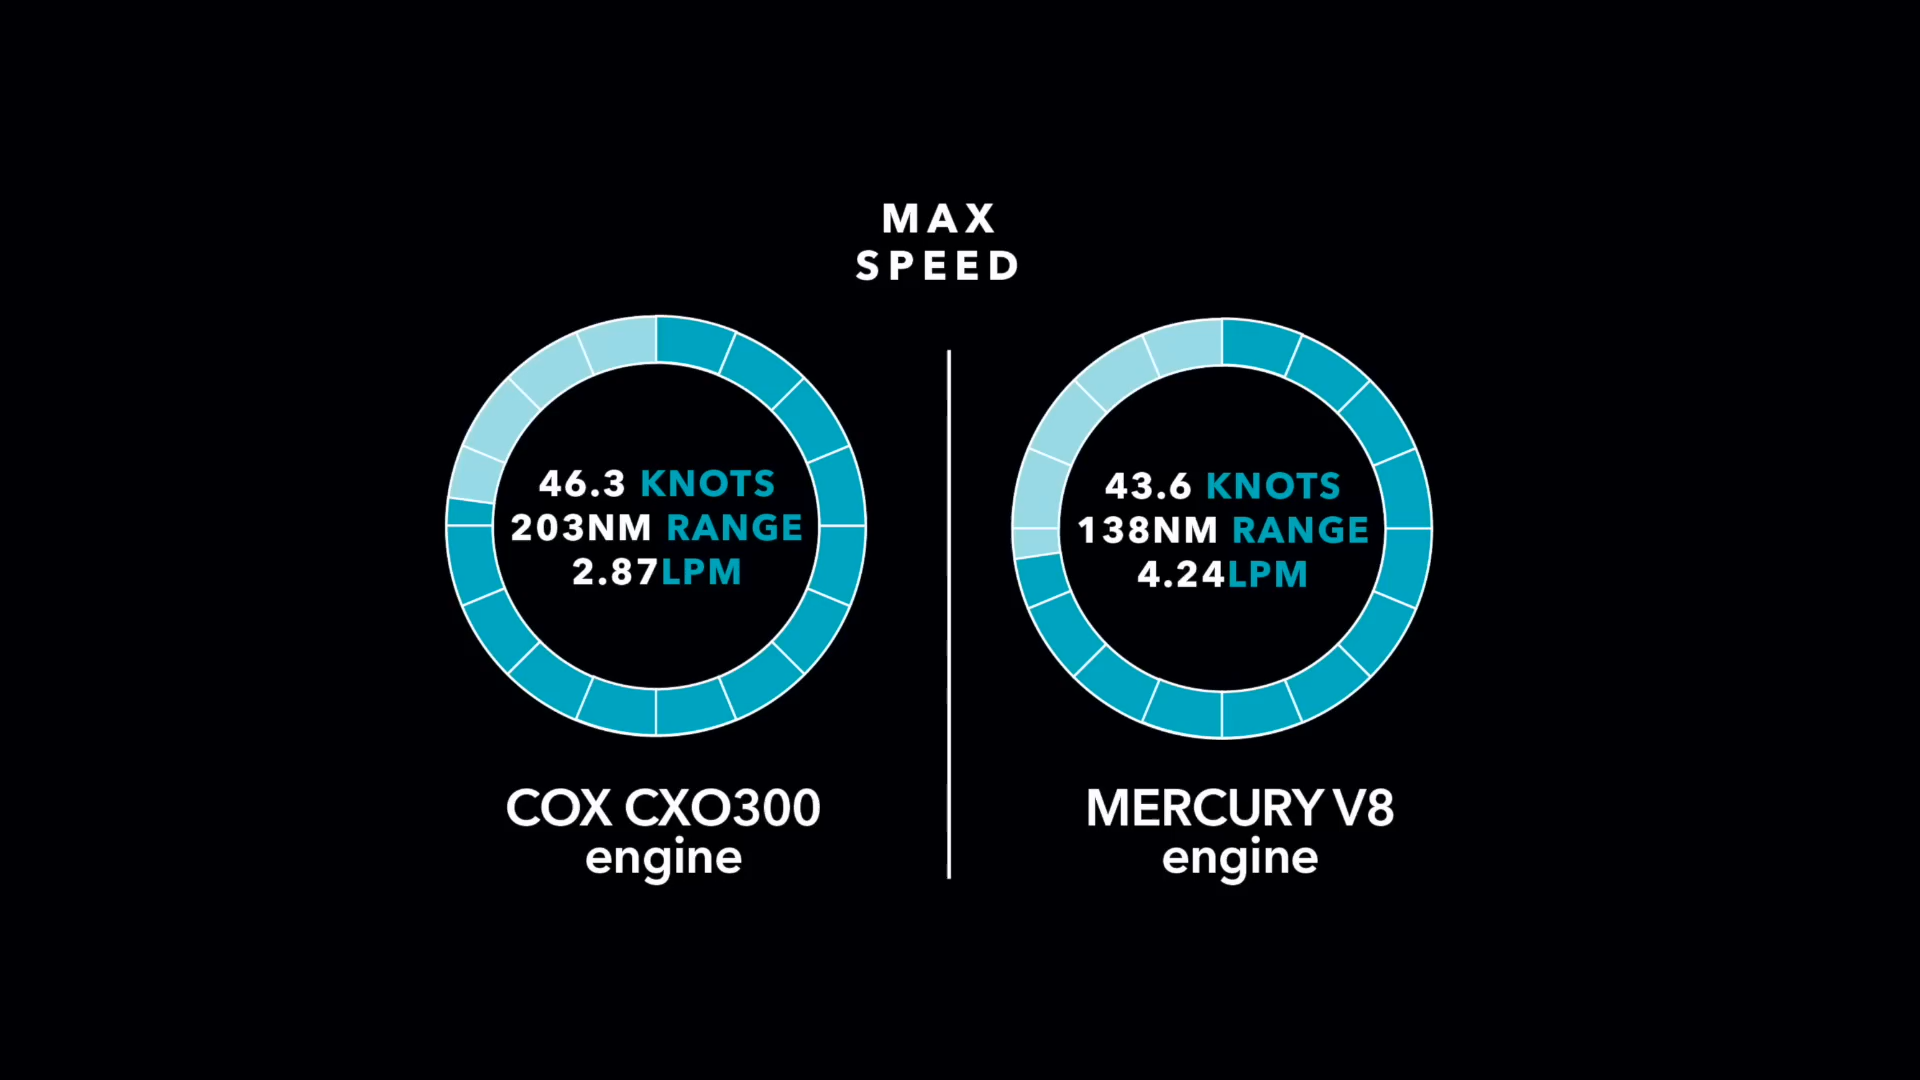 MAX
SPEED
46.3 KNOTS
203NM RANGE
2.87LPM
COX CXO300
engine
43.6 KNOTS
138NM RANGE
4.24LPM
MERCURY V8
engine